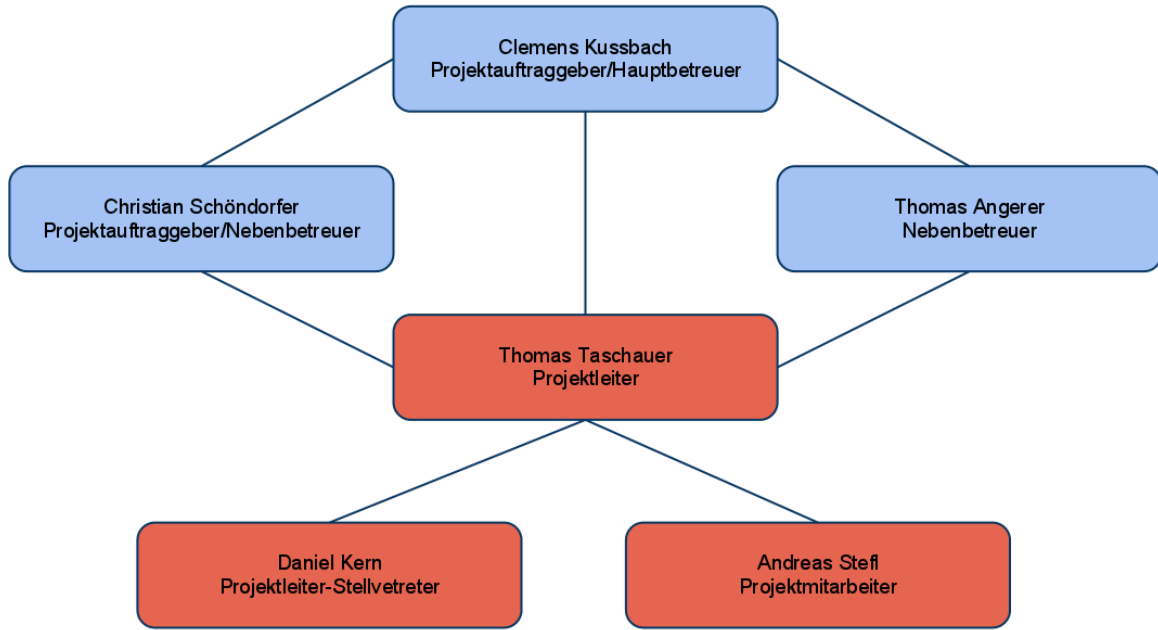 Clemens Kussbach
Projektauftraggeber/Hauptbetreuer
Christian Schöndorfer
Projektauftraggeber/Nebenbetreuer
Thomas Angerer
Nebenbetreuer
Thomas Taschauer
Projektleiter
Daniel Kern
Projektleiter-Stellvetreter
Andreas Stefl
Projektmitarbeiter